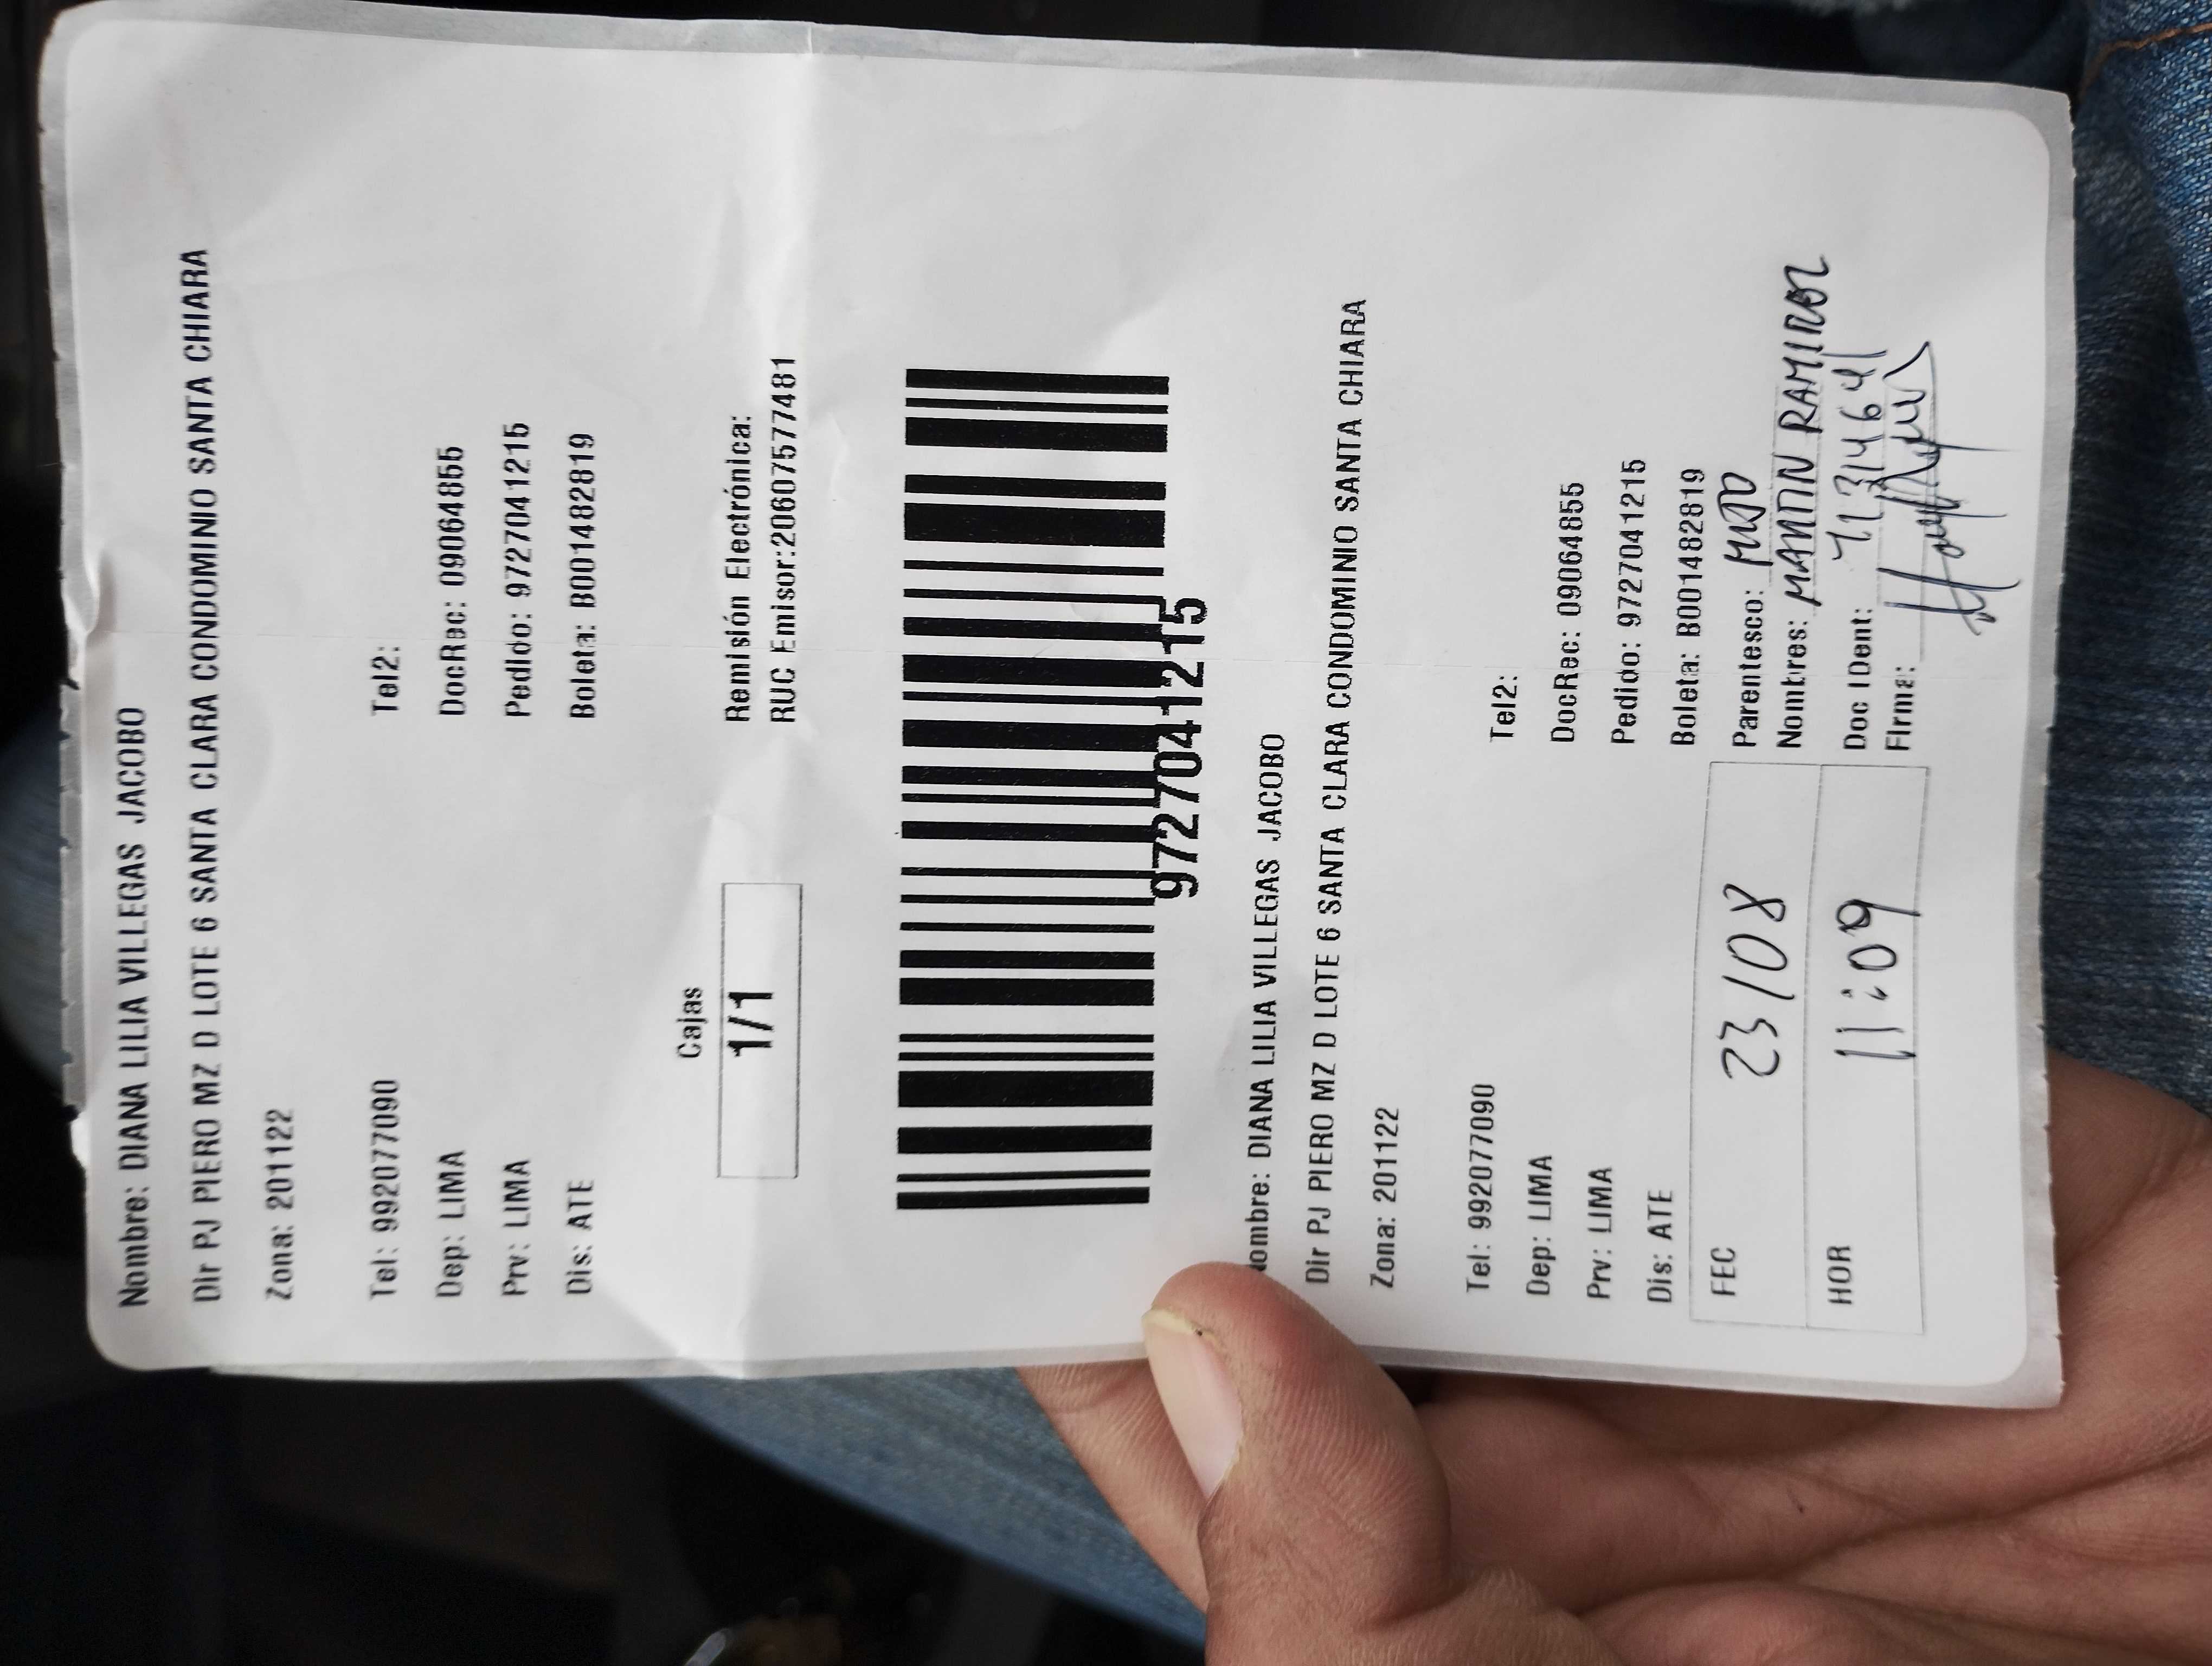 Nombre: DIANA LILIA VILLEGAS JACOBO
Dir PJ PIERO MZ D LOTE 6 SANTA CLARA CONDOMINIO SANTA CHIARA
Zona: 201122
Tel: 992077090 Tel2:
Dep: LIMA DocRec: 09064855
Prv: LIMA Pedido: 9727041215
Dis: ATE Boleta: B001482819
Cajas
1/1
Remisión Electrónica:
RUC Emisor:20607577481
9727041215
ombre: DIANA LILIA VILLEGAS JACOBO
Dir PJ PIERO MZ D LOTE 6 SANTA CLARA CONDOMINIO SANTA CHIARA
Zona: 201122
Tel: 992077090 Tel2:
Dep: LIMA DocRec: 09064855
Prv: LIMA Pedido: 9727041215
Dis: ATE Boleta: B001482819
FEC 23/08
Parentesco:
Nombres: MARTIN RAMIREZ
HOR 11:09
Doc IDent:
Firma: